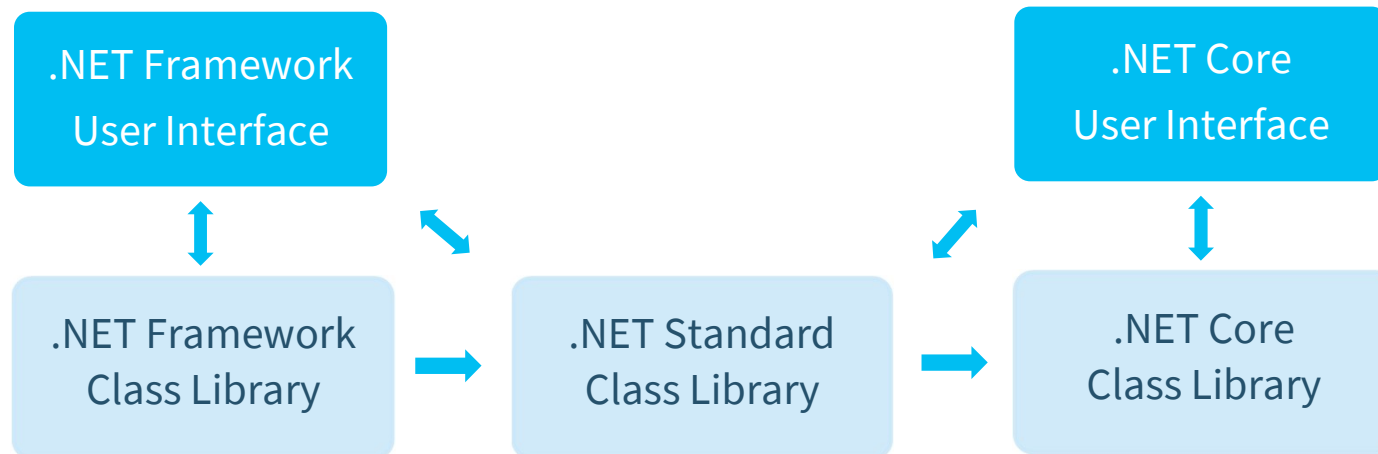 .NET Framework
User Interface
.NET Core
User Interface
.NET Framework
Class Library
.NET Standard
Class Library
.NET Core
Class Library